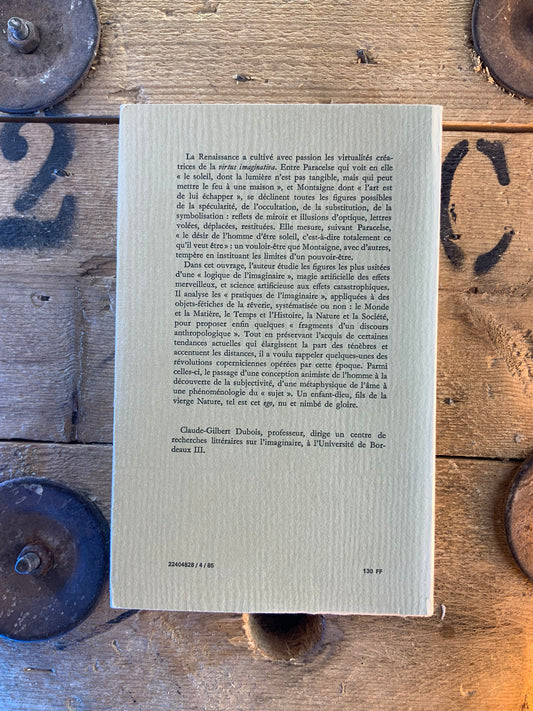 2
C
La Renaissance a cultivé avec passion les virtualités créa-
trices de la virtus imaginativa. Entre Paracelse qui voit en elle
« le soleil, dont la lumière n'est pas tangible, mais qui peut
mettre le feu à une maison », et Montaigne dont « l'art est
de lui échapper », se déclinent toutes les figures possibles
de la spécularité, de l'occultation, de la substitution, de la
symbolisation : reflets de miroir et illusions d'optique, lettres
volées, déplacées, restituées. Elle mesure, suivant Paracelse,
« le désir de l'homme d'être soleil, c'est-à-dire totalement ce
qu'il veut être » : un vouloir-être que Montaigne, avec d'autres,
tempère en instituant les limites d'un pouvoir-être.
Dans cet ouvrage, l'auteur étudie les figures les plus usitées
d'une « logique de l'imaginaire », magie artificielle des effets
merveilleux, et science artificieuse aux effets catastrophiques.
Il analyse les « pratiques de l'imaginaire », appliquées à des
objets-fétiches de la rêverie, systématisée ou non : le Monde
et la Matière, le Temps et l'Histoire, la Nature et la Société,
pour proposer enfin quelques « fragments d'un discours
anthropologique ». Tout en préservant l'acquis de certaines
tendances actuelles qui élargissent la part des ténèbres et
accentuent les distances, il a voulu rappeler quelques-unes des
révolutions coperniciennes opérées par cette époque. Parmi
celles-ci, le passage d'une conception animiste de l'homme à la
découverte de la subjectivité, d'une métaphysique de l'âme à
une phénoménologie du « sujet ». Un enfant-dieu, fils de la
vierge Nature, tel est cet ego, nu et nimbé de gloire.
Claude-Gilbert Dubois, professeur, dirige un centre de
recherches littéraires sur l'imaginaire, à l'Université de Bor-
deaux III.
22404828 / 4 / 85
130 FF